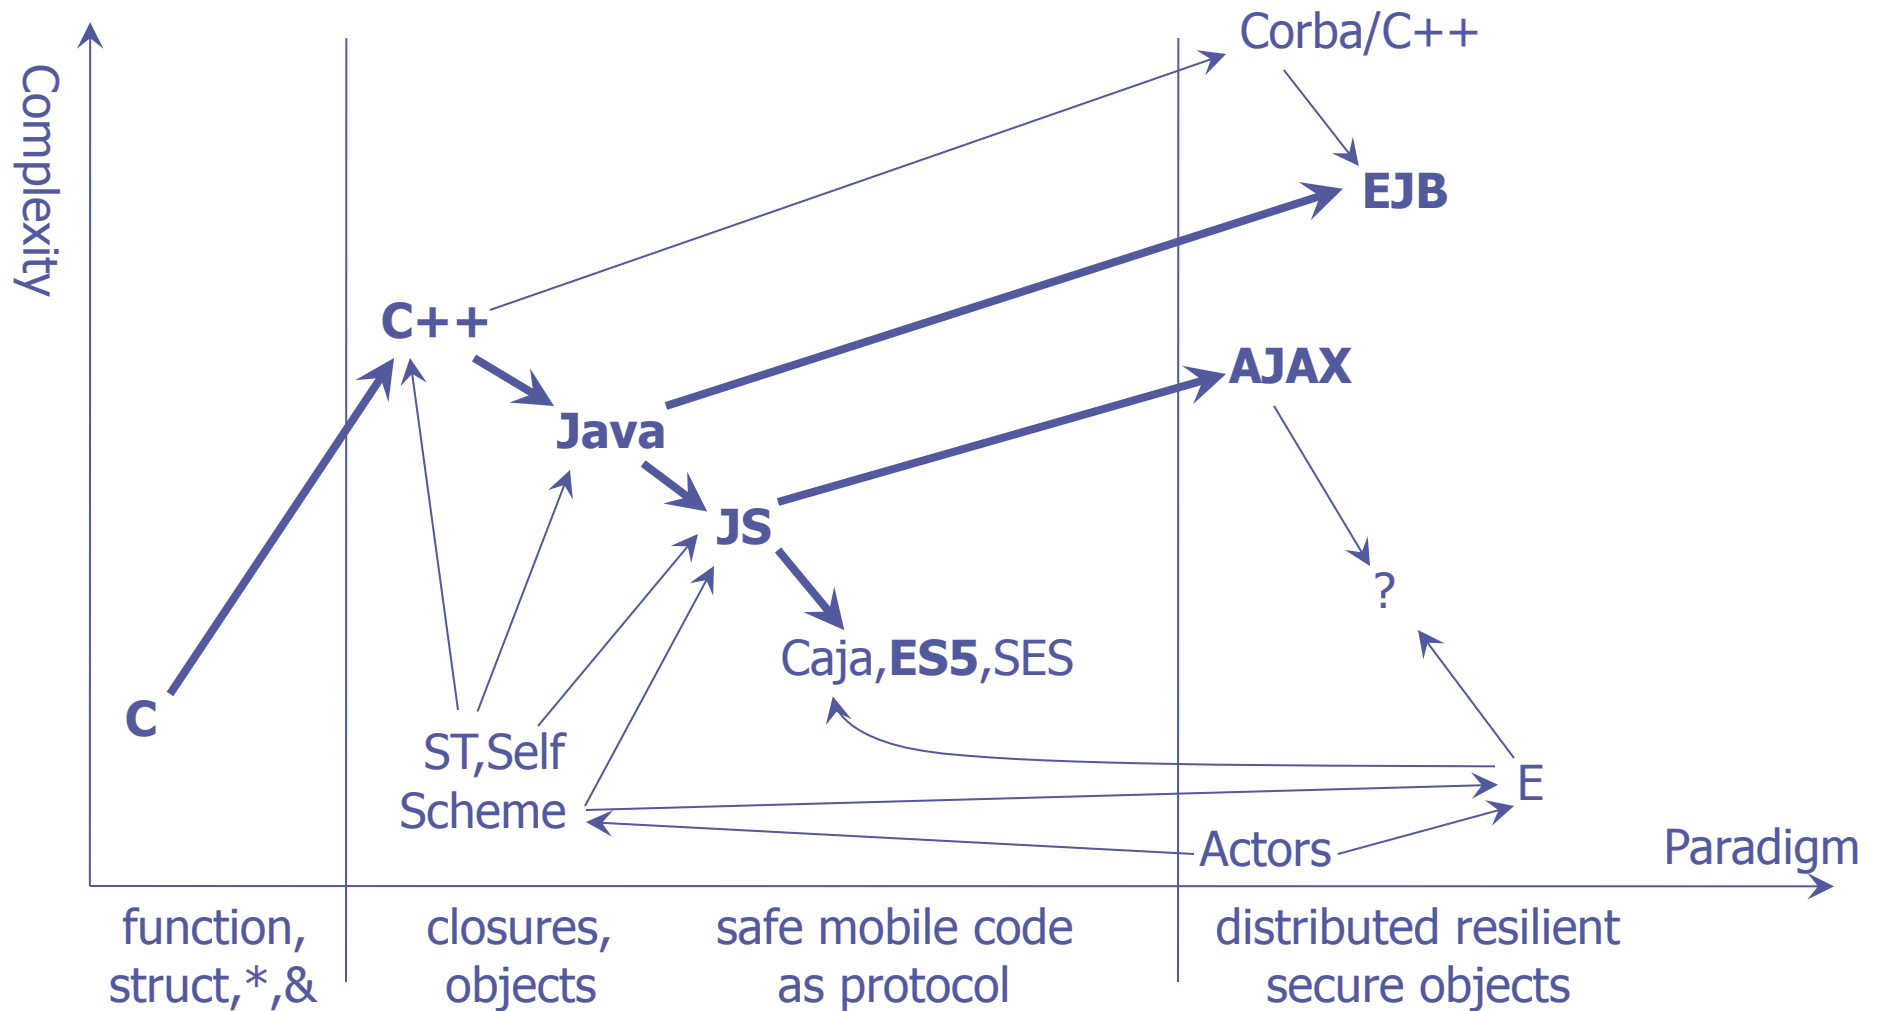 Corba/C++
Complexity
EJB
C++
AJAX
Java
JS
?
Caja,ES5,SES
C
ST,Self
Scheme
E
Actors
Paradigm
function,
struct,*,&
closures,
objects
safe mobile code
as protocol
distributed resilient
secure objects